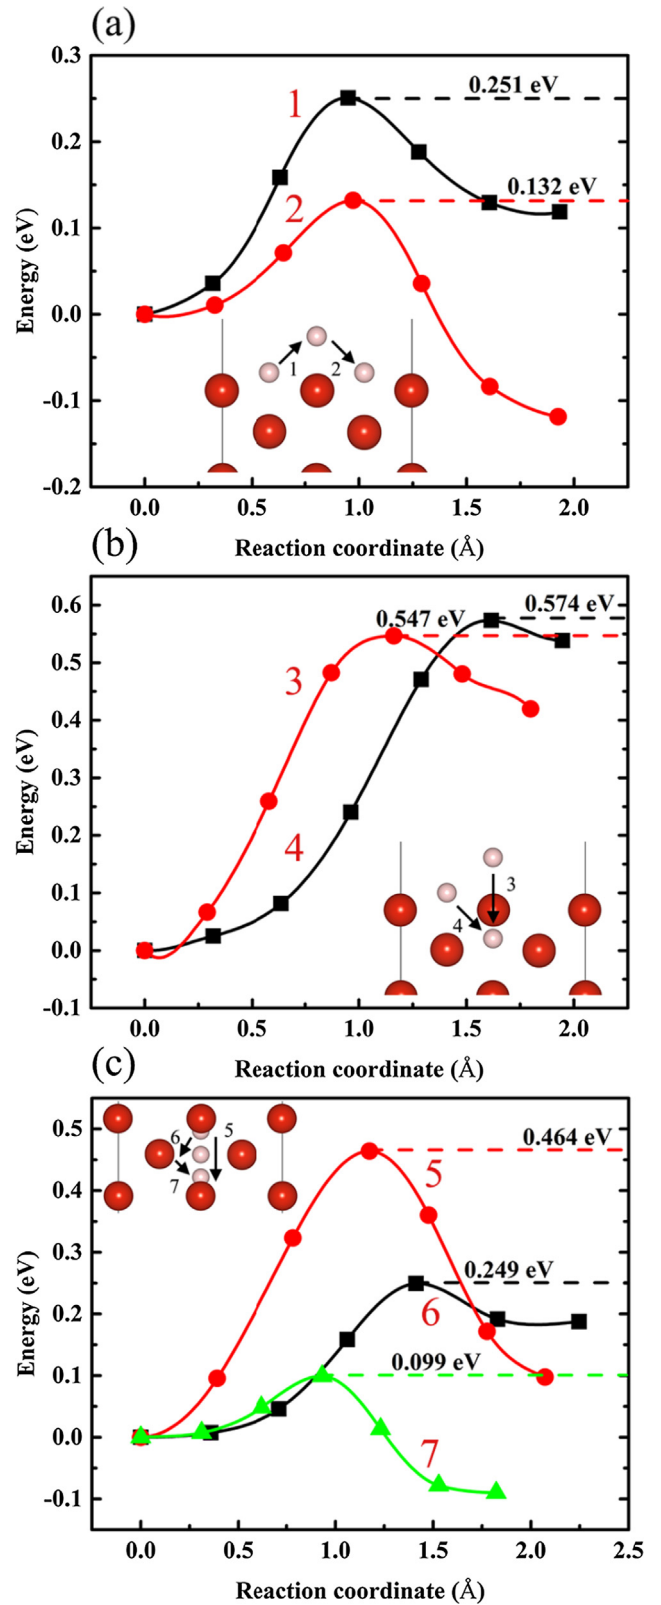 (a)
0.3
0.2
0.1
0.0
-0.1
-0.2
Energy (eV)
1
0.251 eV
2
0.132 eV
1 2
0.0 0.5 1.0 1.5 2.0
Reaction coordinate (Å)
(b)
0.6
0.5
0.4
0.3
0.2
0.1
0.0
-0.1
Energy (eV)
0.574 eV
0.547 eV
3
4
3
4
0.0 0.5 1.0 1.5 2.0
Reaction coordinate (Å)
(c)
0.5
0.4
0.3
0.2
0.1
0.0
-0.1
Energy (eV)
6 5
7
0.464 eV
5
0.249 eV
6
0.099 eV
7
0.0 0.5 1.0 1.5 2.0 2.5
Reaction coordinate (Å)